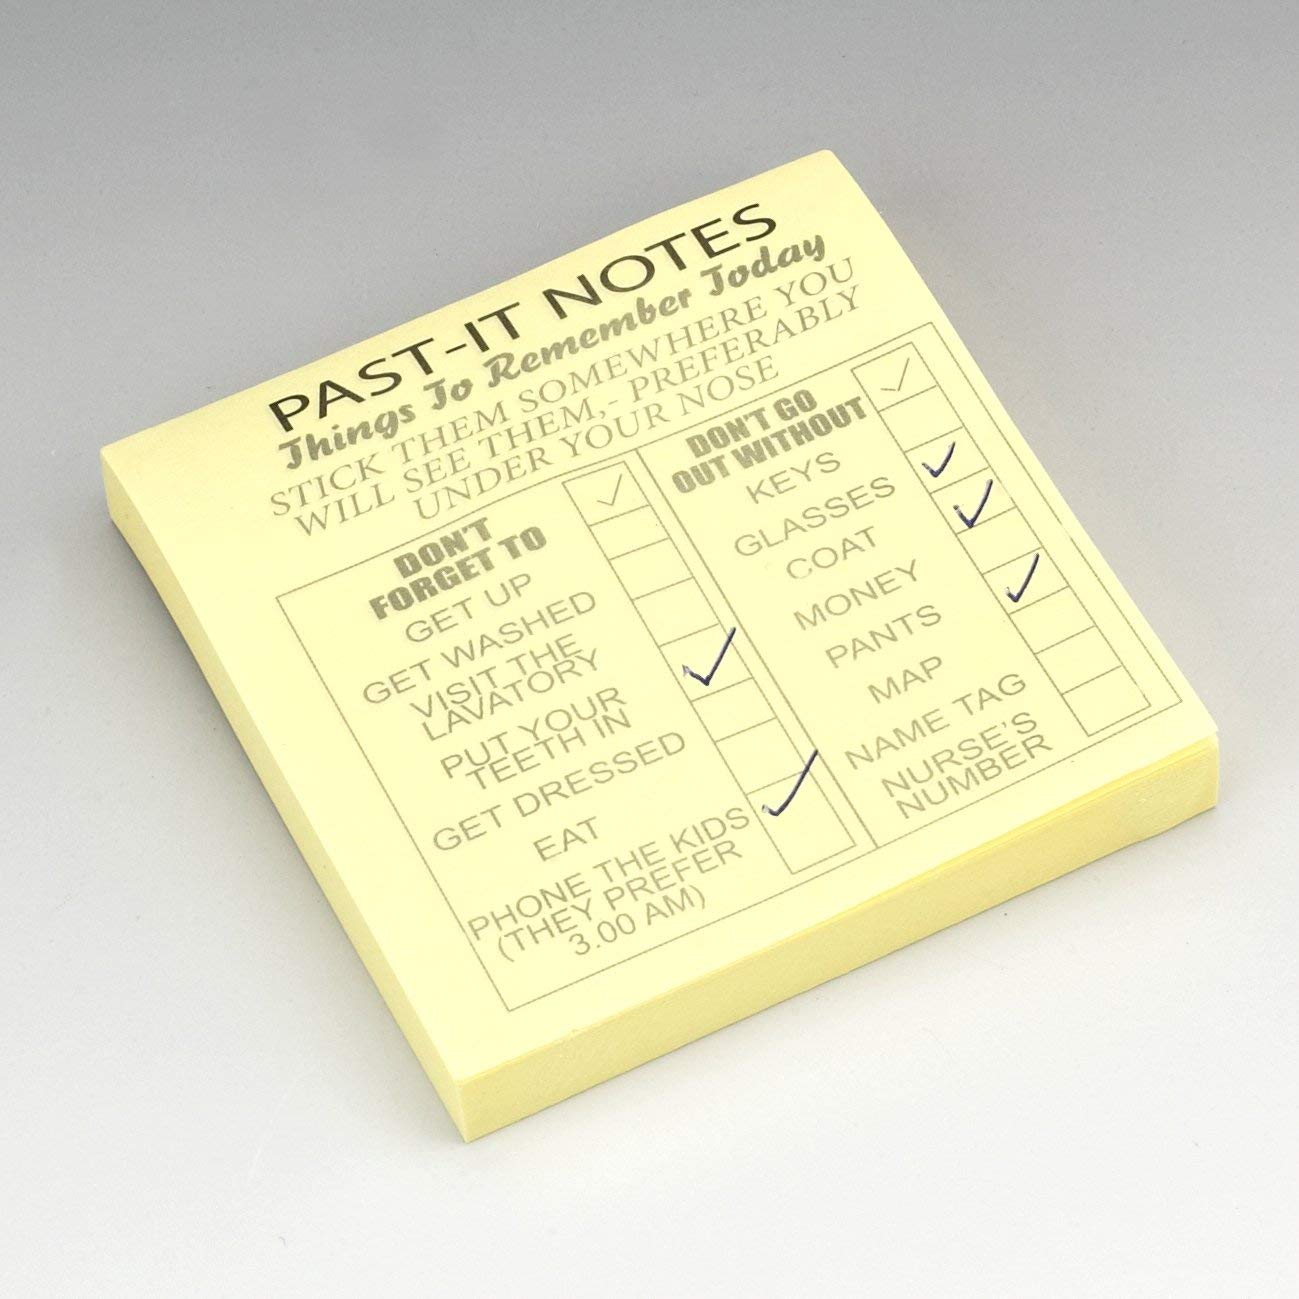 PAST-IT NOTES
Things To Remember Today
STICK THEM SOMEWHERE YOU
WILL SEE THEM,- PREFERABLY
UNDER YOUR NOSE
DON'T
FORGET TO
GET UP
GET WASHED
VISIT THE
LAVATORY
PUT YOUR
TEETH IN
GET DRESSED
EAT
PHONE THE KIDS
(THEY PREFER
3.00 AM)
DON'T GO
OUT WITHOUT
KEYS
GLASSES
COAT
MONEY
PANTS
MAP
NAME TAG
NURSE'S
NUMBER